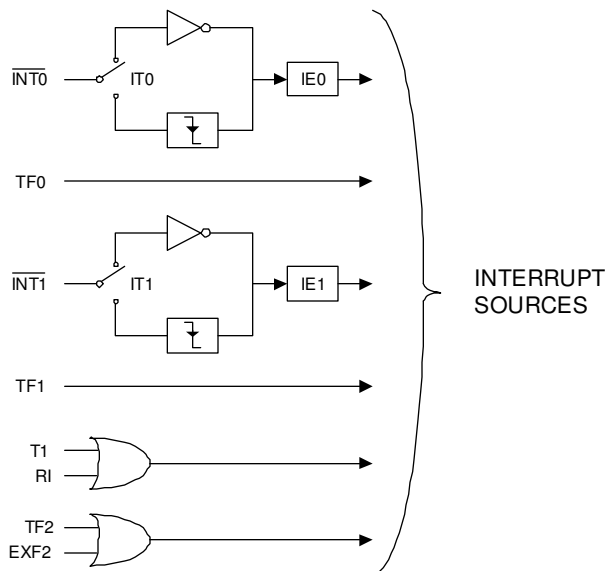 INT0
IT0
IE0
TF0
INT1
IT1
IE1
INTERRUPT
SOURCES
TF1
T1
RI
TF2
EXF2